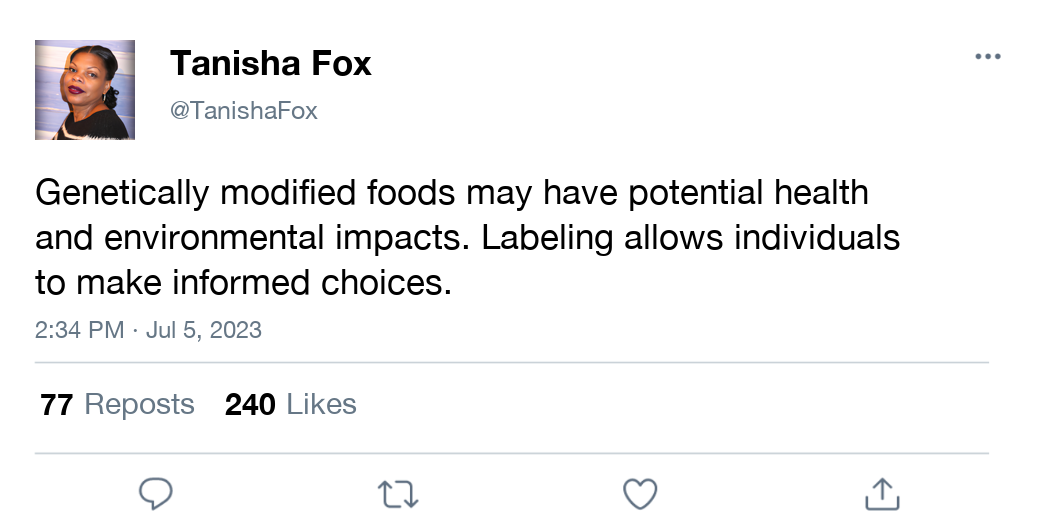 Tanisha Fox
@TanishaFox
Genetically modified foods may have potential health
and environmental impacts. Labeling allows individuals
to make informed choices.
2:34 PM · Jul 5, 2023
77 Reposts 240 Likes